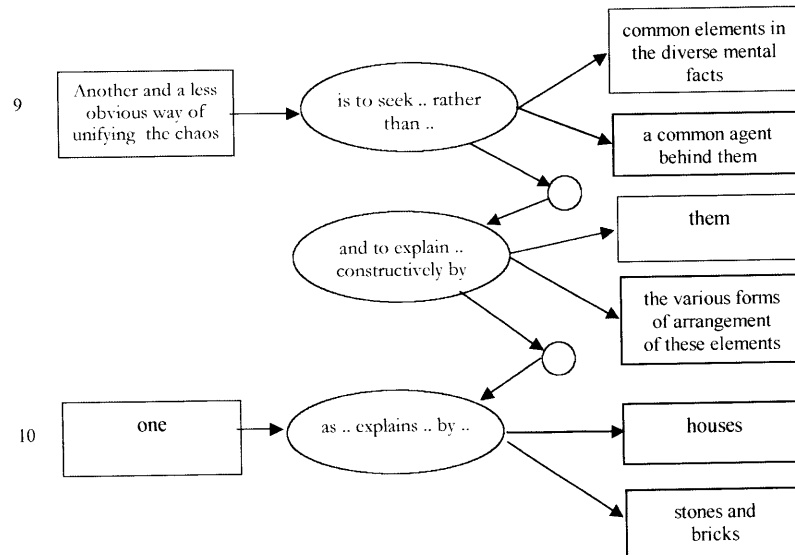 9
Another and a less
obvious way of
unifying the chaos
is to seek .. rather
than ..
common elements in
the diverse mental
facts
a common agent
behind them
and to explain ..
constructively by
them
the various forms
of arrangement
of these elements
10
one
as .. explains .. by ..
houses
stones and
bricks